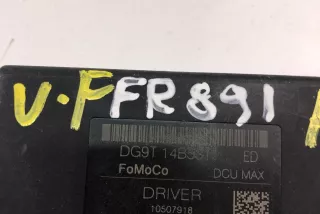 V.F FR891
DG9T 14B531 ED
FoMoCo DCU MAX
DRIVER
10507918